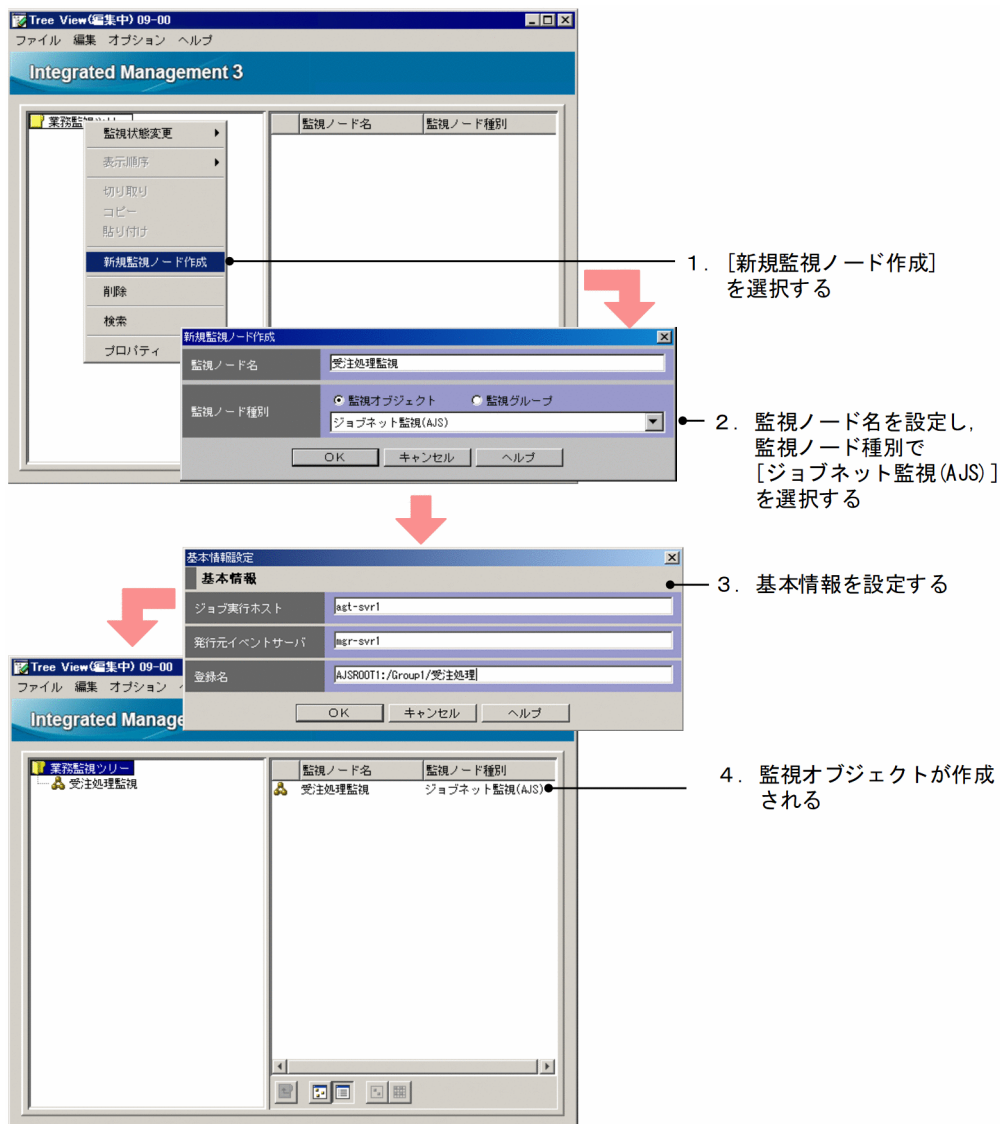 Tree View(編集中) 09-00
ファイル 編集 オプション ヘルプ
Integrated Management 3
業務監視ツリー
監視ノード名 監視ノード種別
監視状態変更
表示順序
切り取り
コピー
貼り付け
新規監視ノード作成
削除
検索
プロパティ
1. [新規監視ノード作成]
を選択する
新規監視ノード作成
監視ノード名 受注処理監視
監視ノード種別 監視オブジェクト 監視グループ
ジョブネット監視(AJS)
OK キャンセル ヘルプ
2. 監視ノード名を設定し,
監視ノード種別で
[ジョブネット監視(AJS)]
を選択する
基本情報設定
基本情報
ジョブ実行ホスト agt-svr1
発行元イベントサーバ mgr-svr1
登録名 AJSROOT1:/Group1/受注処理
OK キャンセル ヘルプ
3. 基本情報を設定する
Tree View(編集中) 09-00
ファイル 編集 オプション
Integrated Manage
業務監視ツリー
受注処理監視
監視ノード名 監視ノード種別
受注処理監視 ジョブネット監視(AJS)
4. 監視オブジェクトが作成
される